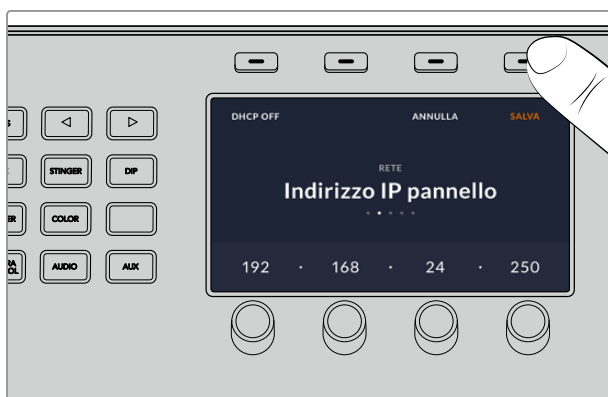 DHCP OFF ANNULLA SALVA
RETE
Indirizzo IP pannello
192 . 168 . 24 . 250
STINGER DIP
COLOR
AUDIO AUX